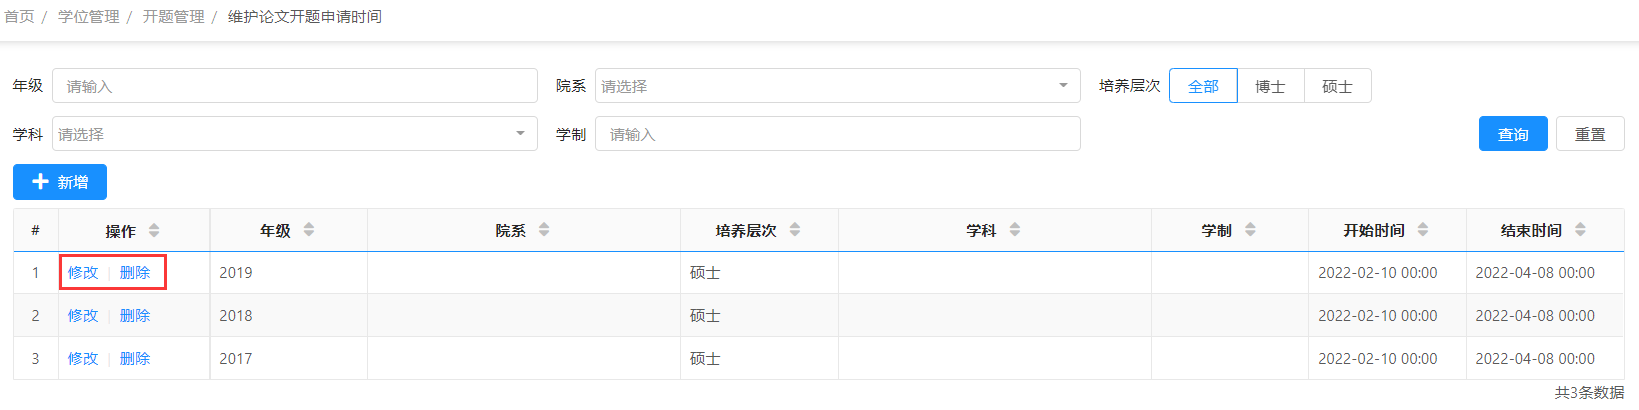 首页 / 学位管理 / 开题管理 / 维护论文开题申请时间
年级 请输入 院系 请选择 培养层次 全部 博士 硕士
学科 请选择 学制 请输入 查询 重置
新增
# 操作 年级 院系 培养层次 学科 学制 开始时间 结束时间
1 修改 | 删除 2019 硕士 2022-02-10 00:00 2022-04-08 00:00
2 修改 | 删除 2018 硕士 2022-02-10 00:00 2022-04-08 00:00
3 修改 | 删除 2017 硕士 2022-02-10 00:00 2022-04-08 00:00
共3条数据